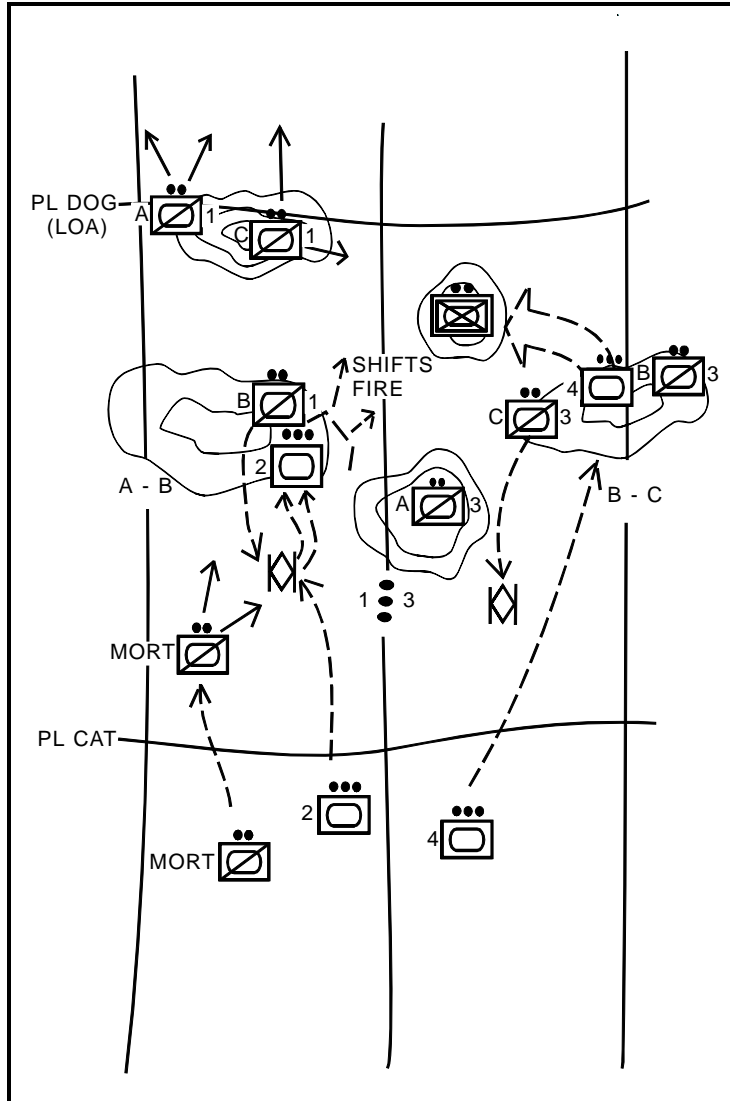 PL DOG
(LOA)
A 1
C 1
SHIFTS
FIRE
B 1
4
B 3
C 3
2
A - B
A 3
B - C
1 3
MORT
PL CAT
2
4
MORT